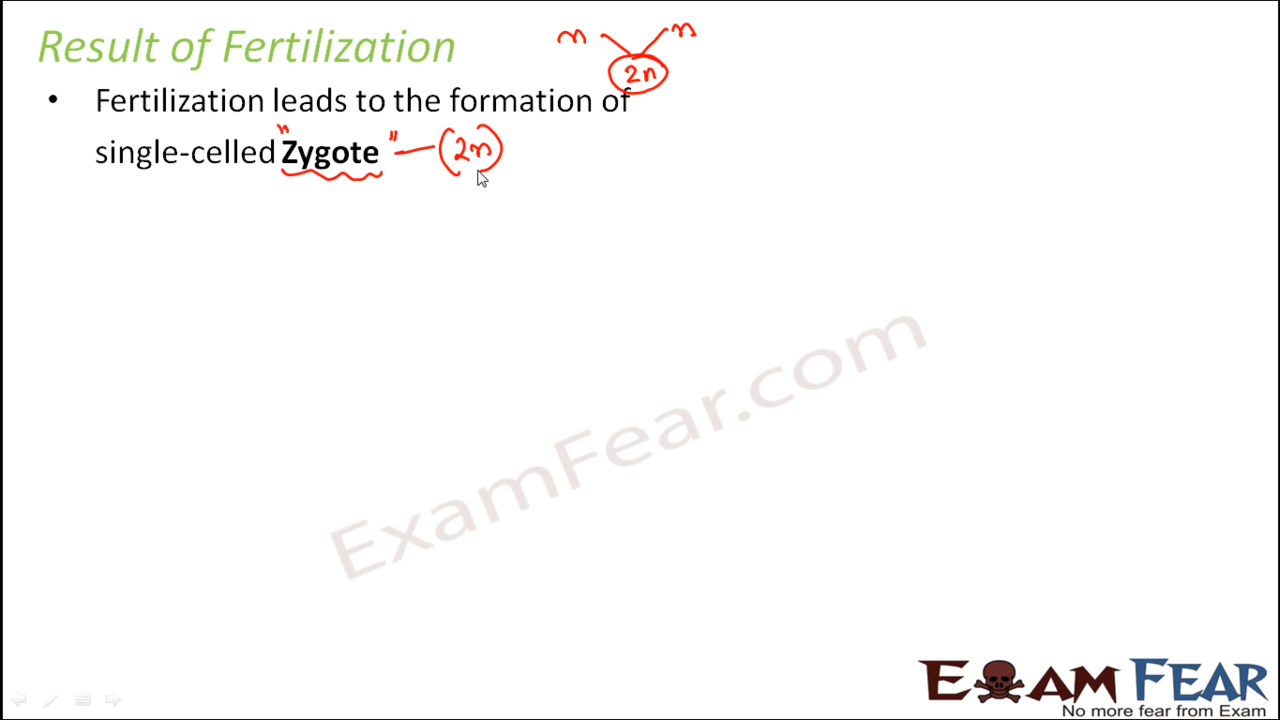 Result of Fertilization
n n
2n
• Fertilization leads to the formation of
single-celled "Zygote" — (2n)
ExamFear.com
EXAM FEAR
No more fear from Exam